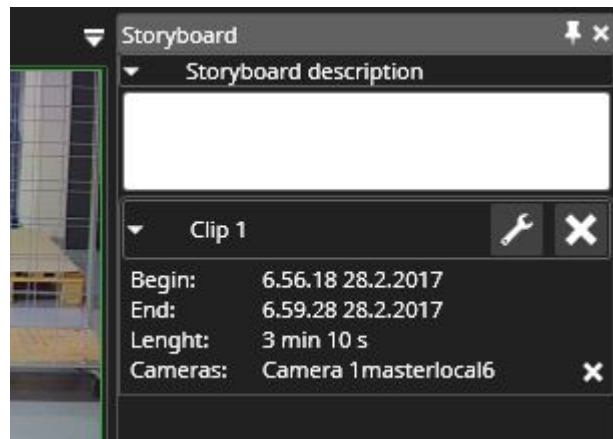 Storyboard
Storyboard description
Clip 1
Begin: 6.56.18 28.2.2017
End: 6.59.28 28.2.2017
Lenght: 3 min 10 s
Cameras: Camera 1masterlocal6